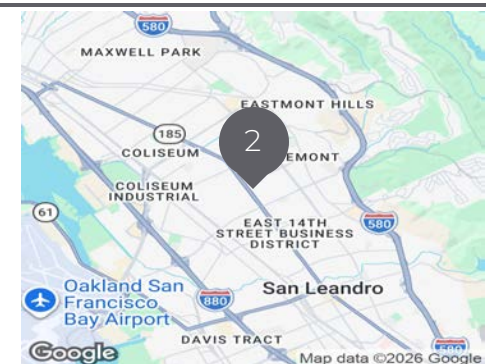 580
MAXWELL PARK
EASTMONT HILLS
185
2
COLISEUM
EMONT
COLISEUM
INDUSTRIAL
61
EAST 14TH
STREET BUSINESS
DISTRICT
580
Oakland San
Francisco
Bay Airport
880
San Leandro
DAVIS TRACT
580
Google
Map data ©2026 Google